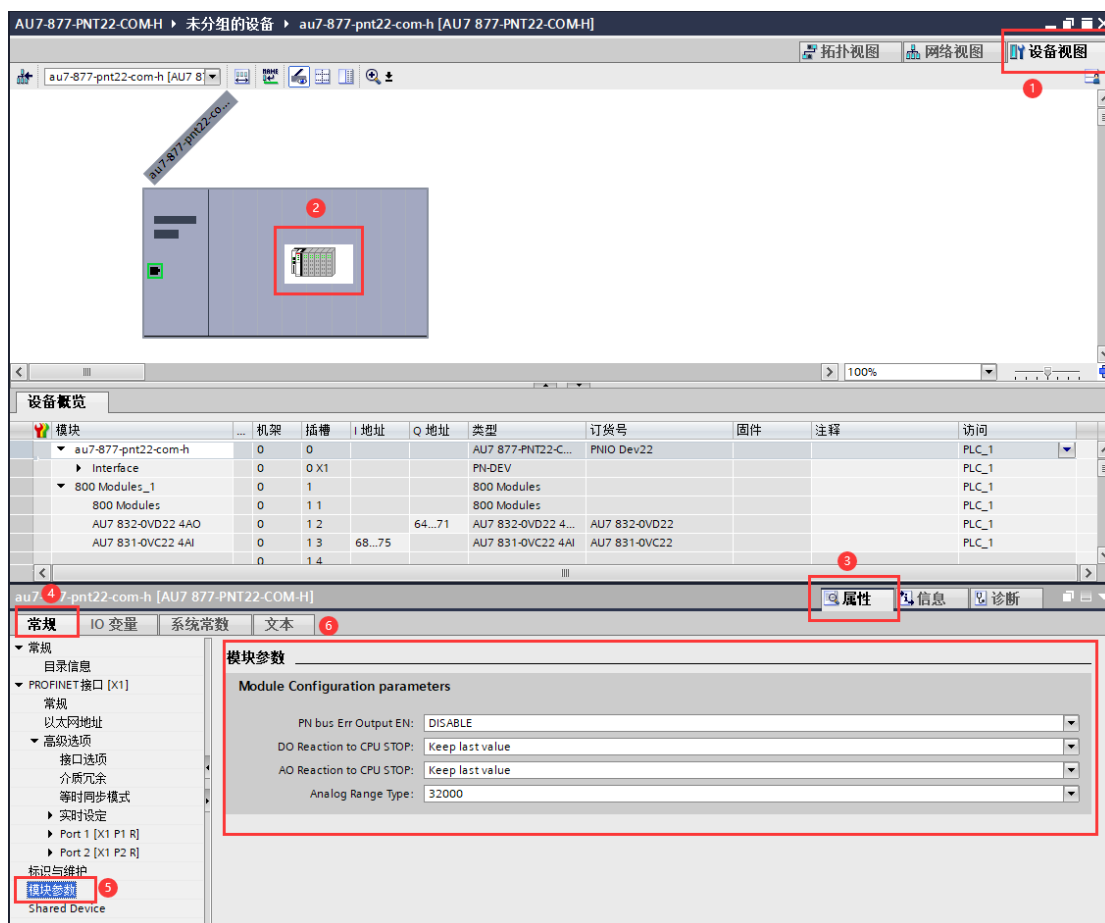 AU7-877-PNT22-COM-H ▸ 未分组的设备 ▸ au7-877-pnt22-com-h [AU7 877-PNT22-COM-H]
拓扑视图 网络视图 设备视图
1
au7-877-pnt22-com-h [AU7 8
au7-877-pnt22-co...
2
100%
设备概览
模块 ... 机架 插槽 I 地址 Q 地址 类型 订货号 固件 注释 访问
au7-877-pnt22-com-h 0 0 AU7 877-PNT22-C... PNIO Dev22 PLC_1
Interface 0 0 X1 PN-DEV PLC_1
800 Modules_1 0 1 800 Modules PLC_1
800 Modules 0 1 1 800 Modules PLC_1
AU7 832-0VD22 4AO 0 1 2 64...71 AU7 832-0VD22 4... AU7 832-0VD22 PLC_1
AU7 831-0VC22 4AI 0 1 3 68...75 AU7 831-0VC22 4AI AU7 831-0VC22 PLC_1
0 1 4
3
4
au7- 7-pnt22-com-h [AU7 877-PNT22-COM-H]
属性 信息 诊断
常规 IO 变量 系统常数 文本
6
常规
目录信息
PROFINET接口 [X1]
常规
以太网地址
高级选项
接口选项
介质冗余
等时同步模式
实时设定
Port 1 [X1 P1 R]
Port 2 [X1 P2 R]
标识与维护
模块参数
5
Shared Device
模块参数
Module Configuration parameters
PN bus Err Output EN: DISABLE
DO Reaction to CPU STOP: Keep last value
AO Reaction to CPU STOP: Keep last value
Analog Range Type: 32000